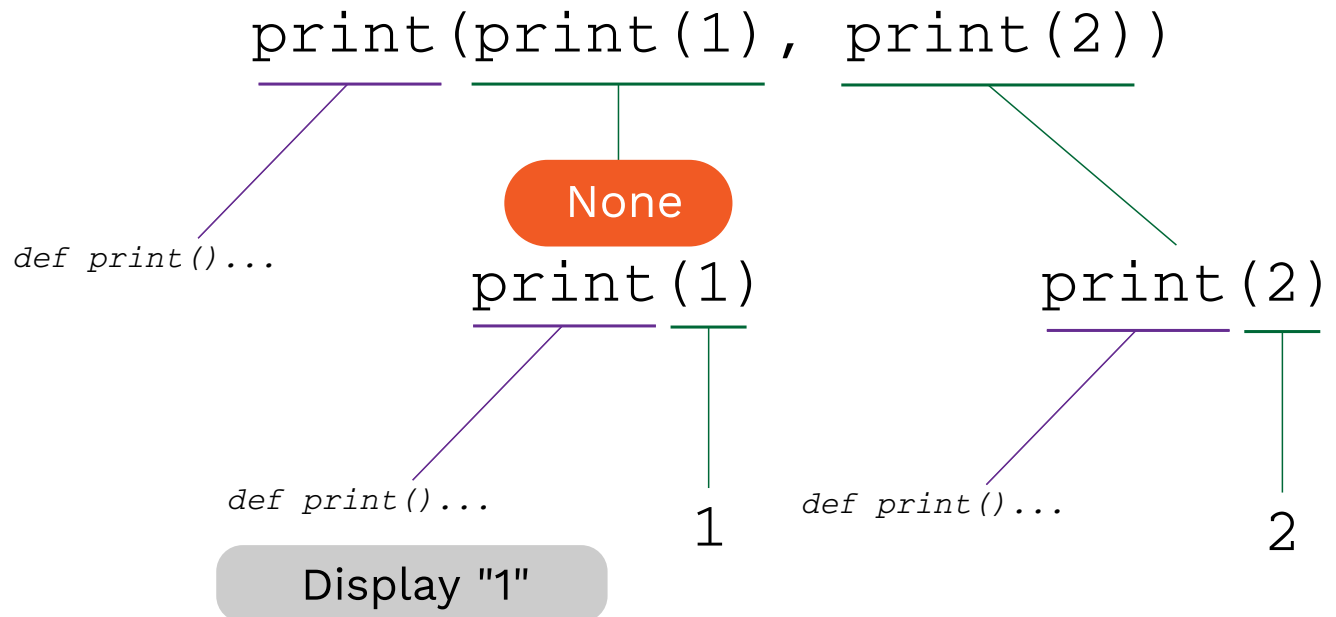 print(print(1), print(2))
None
def print()...
print(1)
print(2)
def print()...
def print()...
1
2
Display "1"